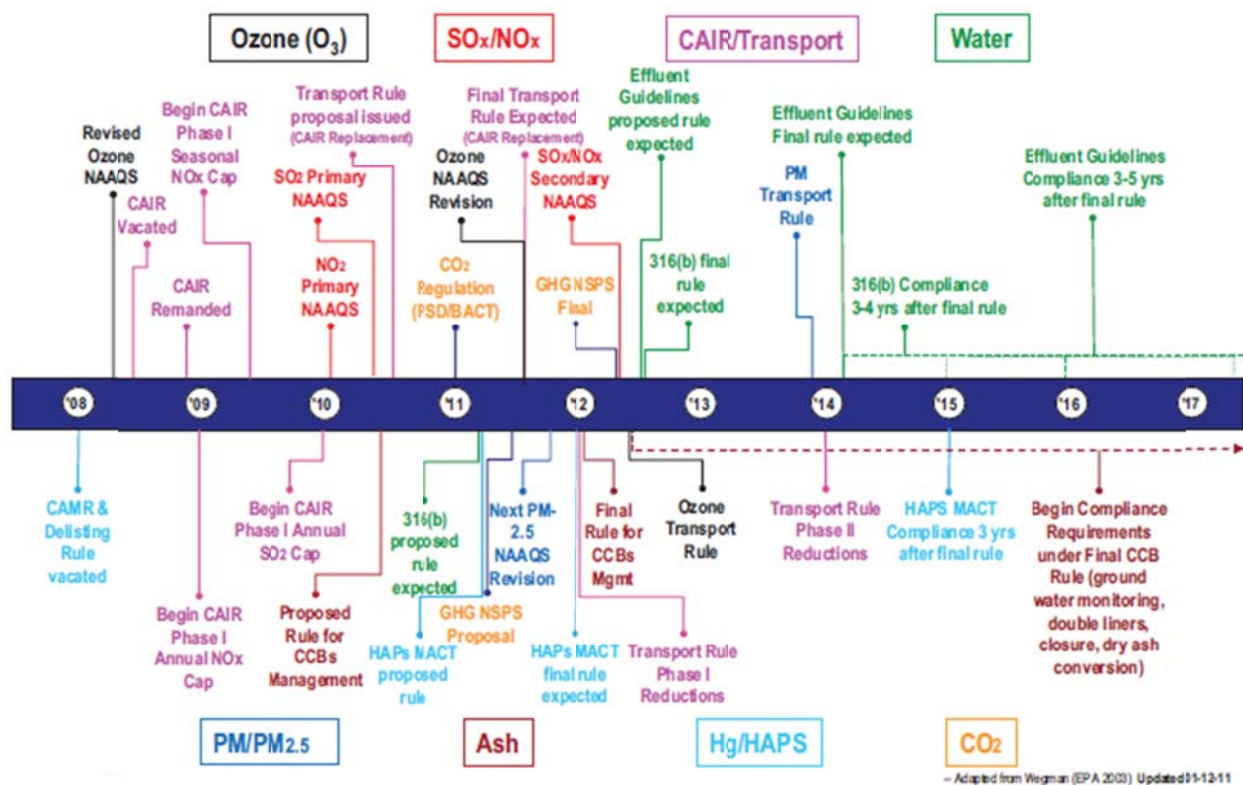 Ozone (O3)
SOx/NOx
CAIR/Transport
Water
Revised
Ozone
NAAQS
CAIR
Vacated
Begin CAIR
Phase I
Seasonal
NOx Cap
CAIR
Remanded
Transport Rule
proposal issued
(CAIR Replacement)
SO2 Primary
NAAQS
NO2
Primary
NAAQS
Ozone
NAAQS
Revision
CO2
Regulation
(PSD/BACT)
Final Transport
Rule Expected
(CAIR Replacement)
SOx/NOx
Secondary
NAAQS
GHG NSPS
Final
Effluent
Guidelines
proposed rule
expected
316(b) final
rule
expected
Effluent Guidelines
Final rule expected
PM
Transport
Rule
316(b) Compliance
3-4 yrs after final rule
Effluent Guidelines
Compliance 3-5 yrs
after final rule
'08
'09
'10
'11
'12
'13
'14
'15
'16
'17
CAMR &
Delisting
Rule
vacated
Begin CAIR
Phase I
Annual NOx
Cap
Begin CAIR
Phase I Annual
SO2 Cap
Proposed
Rule for
CCBs
Management
316(b)
proposed
rule
expected
HAPs MACT
proposed
rule
GHG NSPS
Proposal
Next PM-
2.5
NAAQS
Revision
HAPs MACT
final rule
expected
Final
Rule for
CCBs
Mgmt
Transport Rule
Phase I
Reductions
Ozone
Transport
Rule
Transport Rule
Phase II
Reductions
HAPS MACT
Compliance 3 yrs
after final rule
Begin Compliance
Requirements
under Final CCB
Rule (ground
water monitoring,
double liners,
closure, dry ash
conversion)
PM/PM2.5
Ash
Hg/HAPS
CO2
-- Adapted from Wegman (EPA 2003) Updated 01-12-11